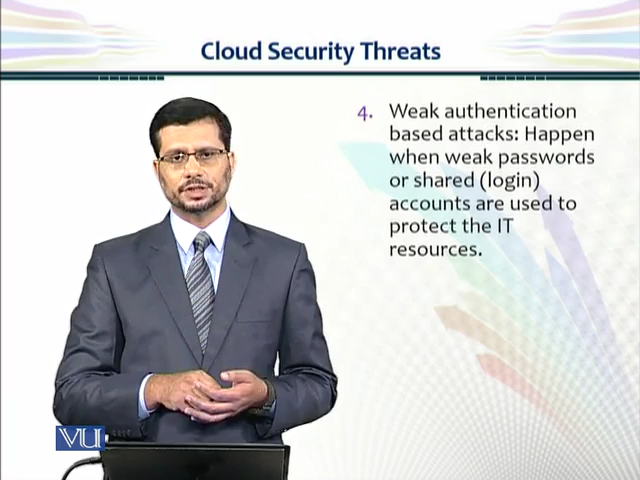 Cloud Security Threats
4. Weak authentication
based attacks: Happen
when weak passwords
or shared (login)
accounts are used to
protect the IT
resources.
VU